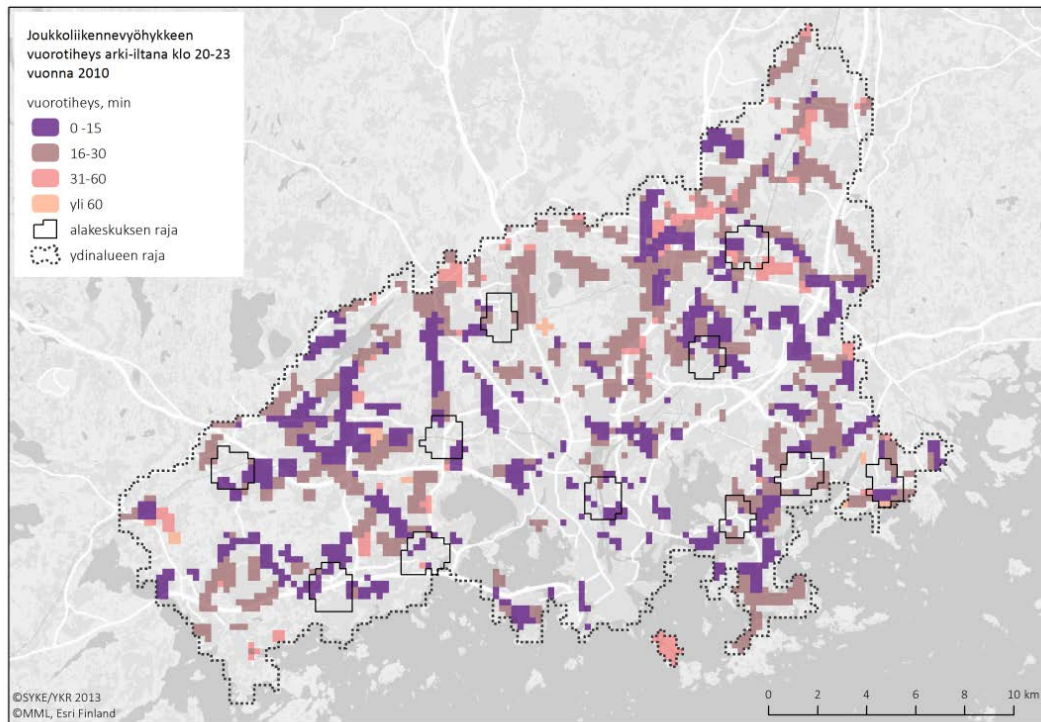 Joukkoliikennevyöhykkeen
vuorotiheys arki-iltana klo 20-23
vuonna 2010
vuorotiheys, min
0 -15
16-30
31-60
yli 60
alakeskuksen raja
ydinalueen raja
©SYKE/YKR 2013
©MML, Esri Finland
0 2 4 6 8 10 km